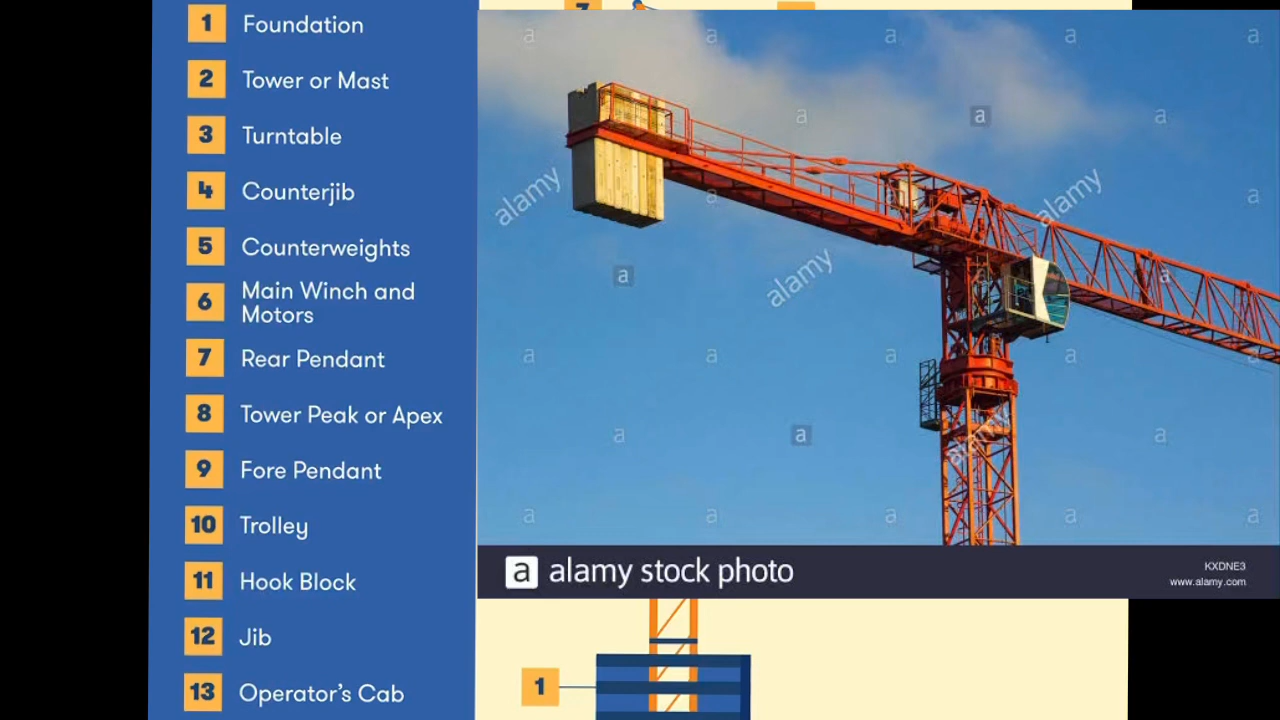 1 Foundation
2 Tower or Mast
3 Turntable
4 Counterjib
5 Counterweights
6 Main Winch and
Motors
7 Rear Pendant
8 Tower Peak or Apex
9 Fore Pendant
10 Trolley
11 Hook Block
12 Jib
13 Operator's Cab
7
a a a a a
a a a
alamy alamy
a a
a alamy a
a a a a a
a a a
alamy
a a a a a
a alamy stock photo
KXDNE3
www.alamy.com
1